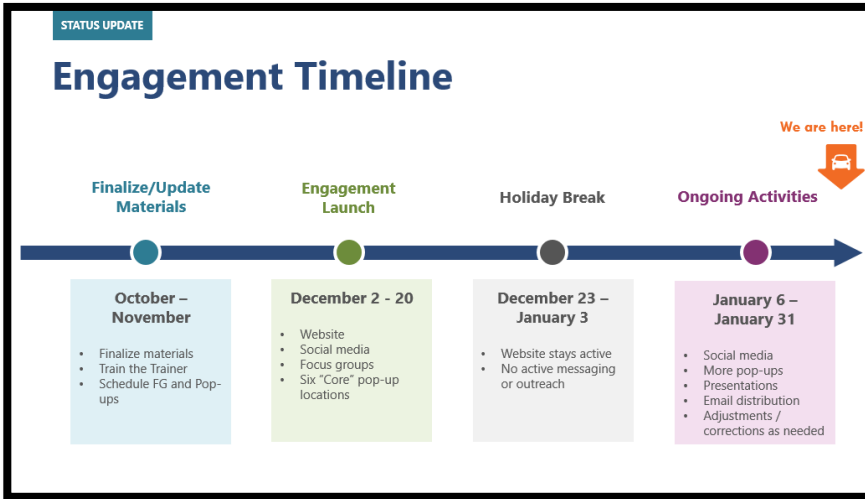 STATUS UPDATE
Engagement Timeline
We are here!
Finalize/Update
Materials
Engagement
Launch
Holiday Break
Ongoing Activities
October –
November
• Finalize materials
• Train the Trainer
• Schedule FG and Pop-
ups
December 2 - 20
• Website
• Social media
• Focus groups
• Six “Core” pop-up
locations
December 23 –
January 3
• Website stays active
• No active messaging
or outreach
January 6 –
January 31
• Social media
• More pop-ups
• Presentations
• Email distribution
• Adjustments /
corrections as needed